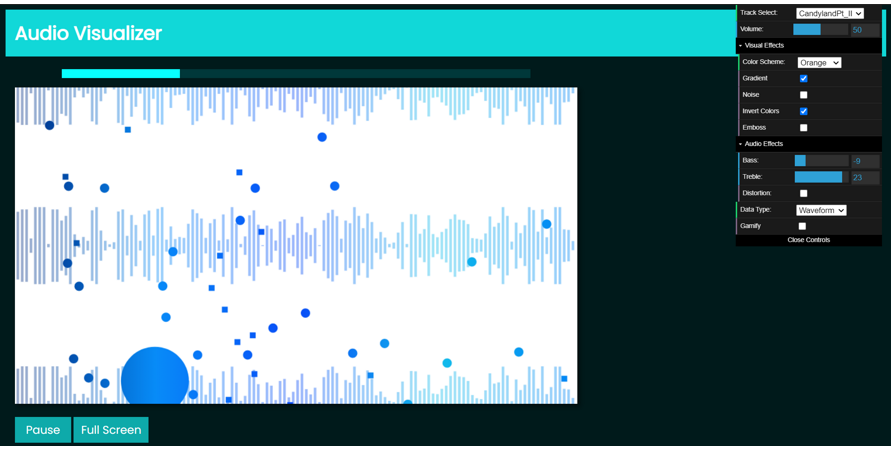 Audio Visualizer
Track Select: CandylandPt_II
Volume: 50
Visual Effects
Color Scheme: Orange
Gradient
Noise
Invert Colors
Emboss
Audio Effects
Bass: -9
Treble: 23
Distortion:
Data Type: Waveform
Gamify
Close Controls
Pause Full Screen